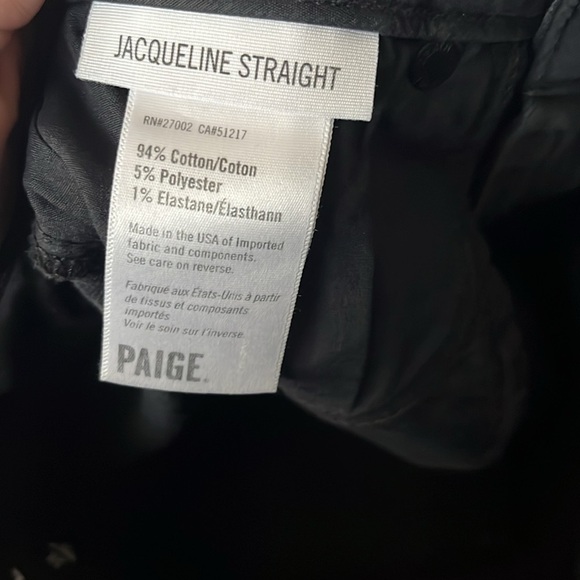 JACQUELINE STRAIGHT
RN#27002 CA#51217
94% Cotton/Coton
5% Polyester
1% Elastane/Élasthann
Made in the USA of Imported
fabric and components.
See care on reverse.
Fabriqué aux États-Unis à partir
de tissus et composants
importés
Voir le soin sur l'inverse.
PAIGE